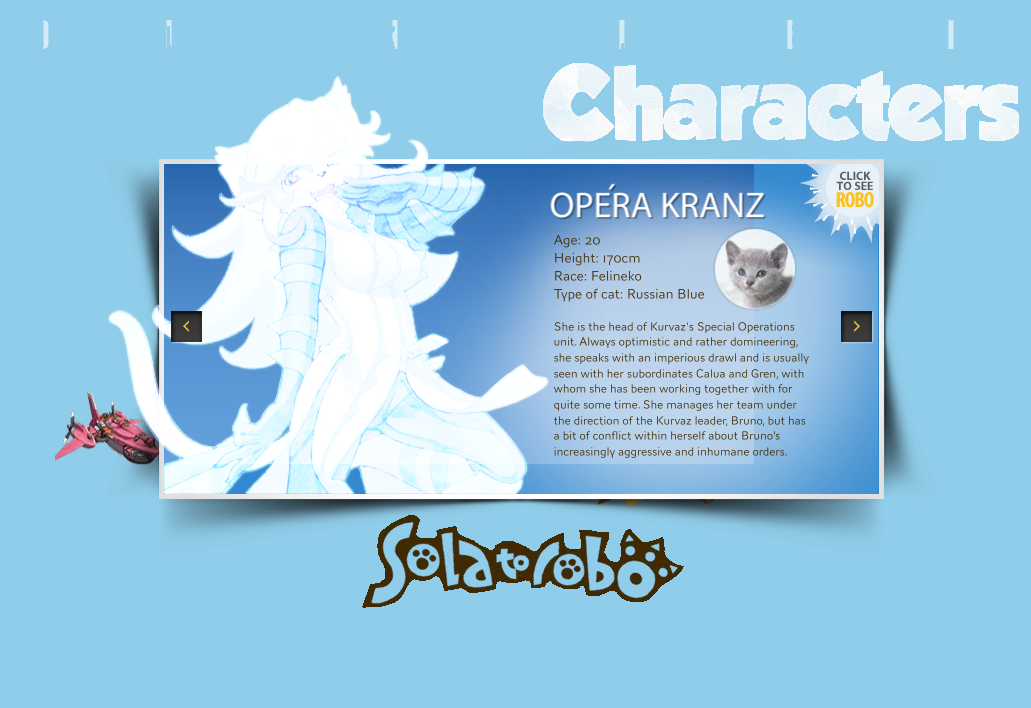 Characters
CLICK
TO SEE
ROBO
OPÉRA KRANZ
Age: 20
Height: 170cm
Race: Felineko
Type of cat: Russian Blue
She is the head of Kurvaz's Special Operations
unit. Always optimistic and rather domineering,
she speaks with an imperious drawl and is usually
seen with her subordinates Calua and Gren, with
whom she has been working together with for
quite some time. She manages her team under
the direction of the Kurvaz leader, Bruno, but has
a bit of conflict within herself about Bruno's
increasingly aggressive and inhumane orders.
Solatorobo